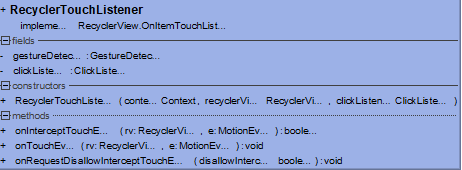 + RecyclerTouchListener
impleme... RecyclerView.OnItemTouchList...
fields
- gestureDetec... : GestureDetec...
- clickListe... : ClickListe...
constructors
+ RecyclerTouchListe... ( conte... Context, recyclerVi... RecyclerVi... , clickListen... ClickListe... )
methods
+ onInterceptTouchE... ( rv: RecyclerVi... , e: MotionEv... ) : boole...
+ onTouchEv... ( rv: RecyclerVi... , e: MotionEv... ) : void
+ onRequestDisallowInterceptTouchE... ( disallowInterc... boole... ) : void